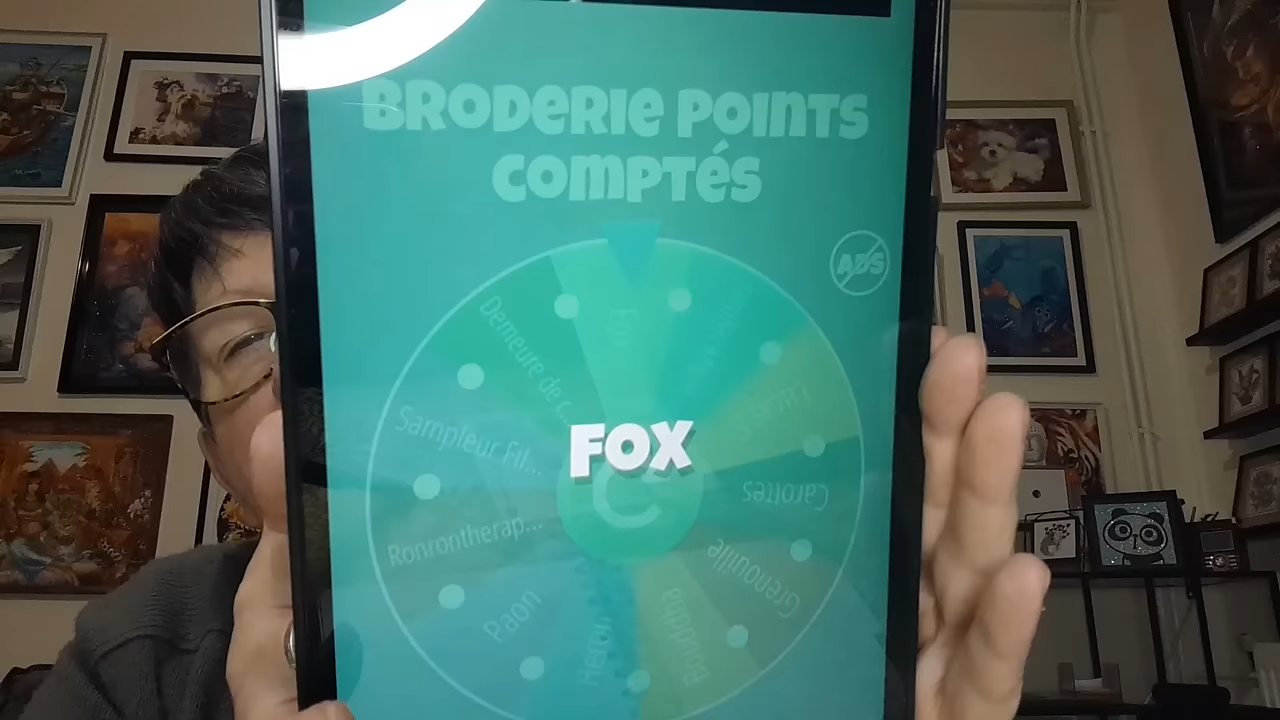 BRODERIE POINTS
COMPTÉS
ADS
Demeure de c...
Sampleur Fil...
FOX
C
Carottes
Ronrontherap...
Grenouille
Paon